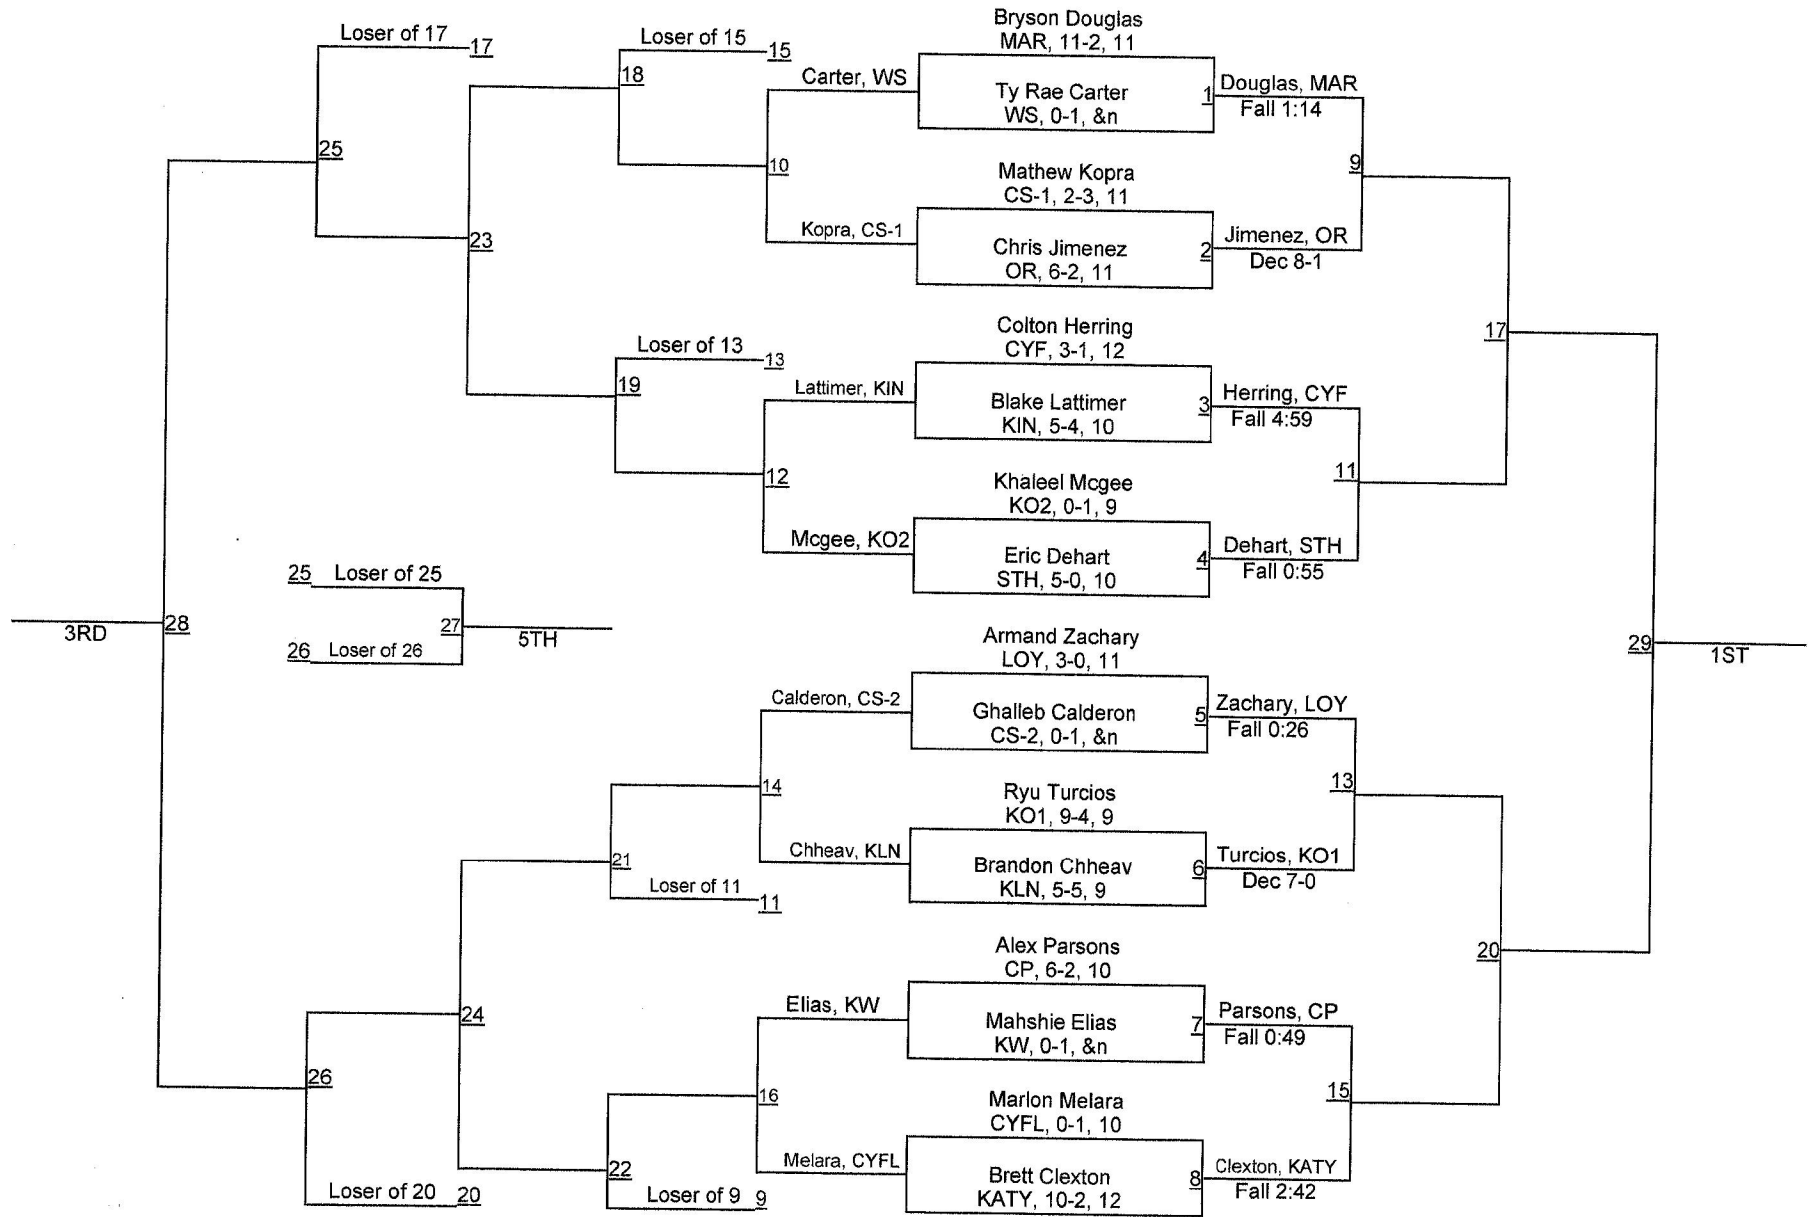 Bryson Douglas
MAR, 11-2, 11
Loser of 17
17
Loser of 15
15
18
Carter, WS
Ty Rae Carter
WS, 0-1, &n
1
Douglas, MAR
Fall 1:14
25
10
Mathew Kopra
CS-1, 2-3, 11
9
23
Kopra, CS-1
Chris Jimenez
OR, 6-2, 11
2
Jimenez, OR
Dec 8-1
Colton Herring
CYF, 3-1, 12
17
Loser of 13
13
19
Lattimer, KIN
Blake Lattimer
KIN, 5-4, 10
3
Herring, CYF
Fall 4:59
12
Khaleel Mcgee
KO2, 0-1, 9
11
Mcgee, KO2
Eric Dehart
STH, 5-0, 10
4
Dehart, STH
Fall 0:55
25
Loser of 25
3RD
28
27
5TH
26
Loser of 26
Armand Zachary
LOY, 3-0, 11
29
1ST
Calderon, CS-2
Ghalleb Calderon
CS-2, 0-1, &n
5
Zachary, LOY
Fall 0:26
14
Ryu Turcios
KO1, 9-4, 9
13
21
Chheav, KLN
Brandon Chheav
KLN, 5-5, 9
6
Turcios, KO1
Dec 7-0
Loser of 11
11
Alex Parsons
CP, 6-2, 10
20
24
Elias, KW
Mahshie Elias
KW, 0-1, &n
7
Parsons, CP
Fall 0:49
26
16
Marlon Melara
CYFL, 0-1, 10
15
22
Melara, CYFL
Brett Clexton
KATY, 10-2, 12
8
Clexton, KATY
Fall 2:42
Loser of 20
20
Loser of 9
9